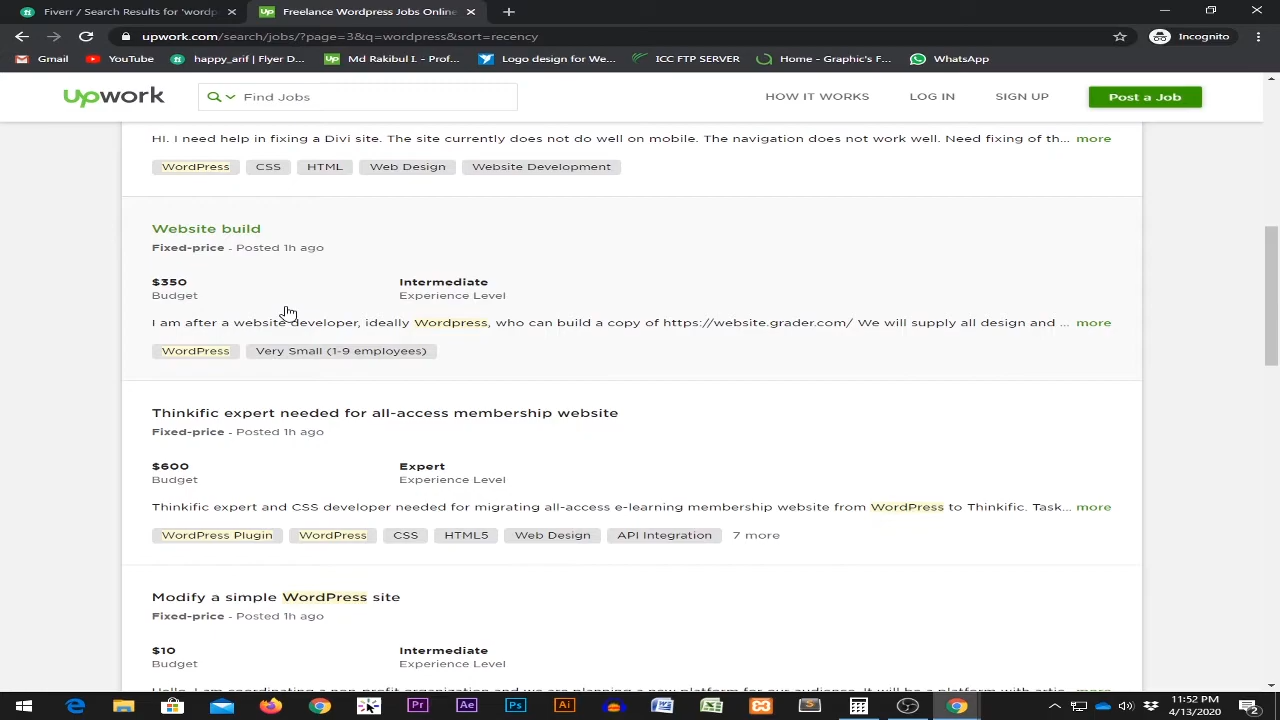 Fiverr / Search Results for 'wordp
Freelance Wordpress Jobs Online
upwork.com/search/jobs/?page=3&q=wordpress&sort=recency
Incognito
Gmail
YouTube
happy_arif | Flyer D...
Md Rakibul I. - Prof...
Logo design for We...
ICC FTP SERVER
Home - Graphic's F...
WhatsApp
upwork
Find Jobs
HOW IT WORKS
LOG IN
SIGN UP
Post a Job
HI. I need help in fixing a Divi site. The site currently does not do well on mobile. The navigation does not work well. Need fixing of th... more
WordPress CSS HTML Web Design Website Development
Website build
Fixed-price - Posted 1h ago
$350 Intermediate
Budget Experience Level
I am after a website developer, ideally Wordpress, who can build a copy of https://website.grader.com/ We will supply all design and ... more
WordPress Very Small (1-9 employees)
Thinkific expert needed for all-access membership website
Fixed-price - Posted 1h ago
$600 Expert
Budget Experience Level
Thinkific expert and CSS developer needed for migrating all-access e-learning membership website from WordPress to Thinkific. Task... more
WordPress Plugin WordPress CSS HTML5 Web Design API Integration 7 more
Modify a simple WordPress site
Fixed-price - Posted 1h ago
$10 Intermediate
Budget Experience Level
11:52 PM
4/13/2020